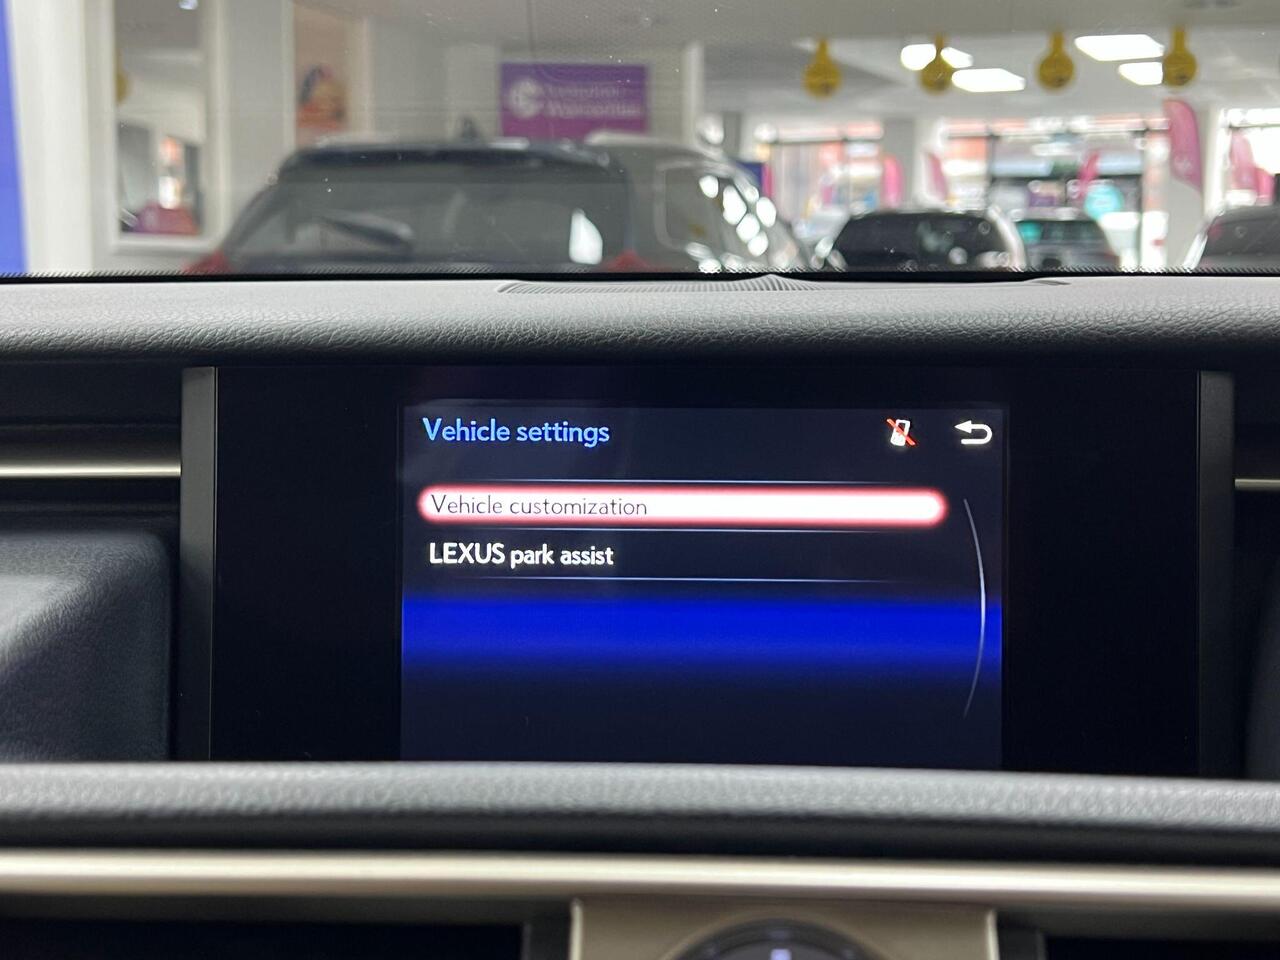 Vehicle settings
Vehicle customization
LEXUS park assist